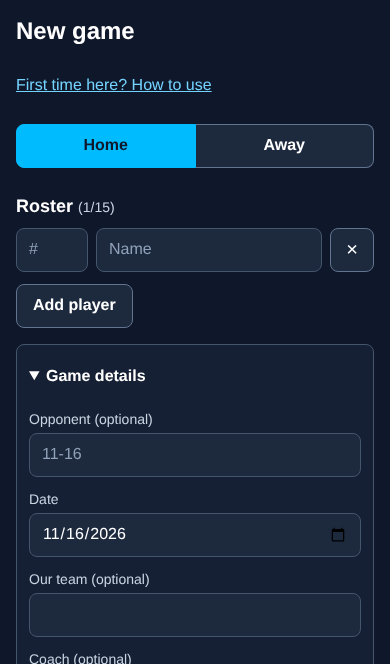 New game
First time here? How to use
Home Away
Roster (1/15)
# Name ✕
Add player
▼ Game details
Opponent (optional)
11-16
Date
11/16/2026
Our team (optional)
Coach (optional)